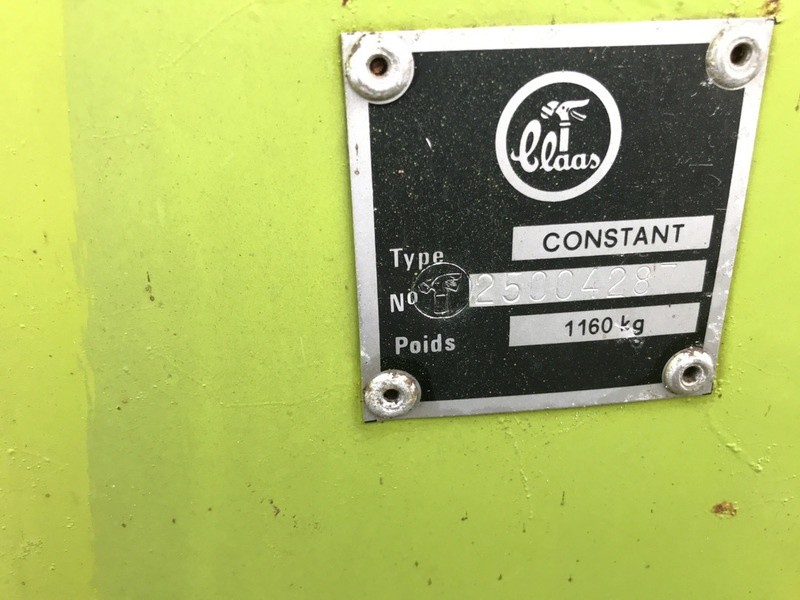 Claas
Type CONSTANT
Nº 25004287
Poids 1160 kg